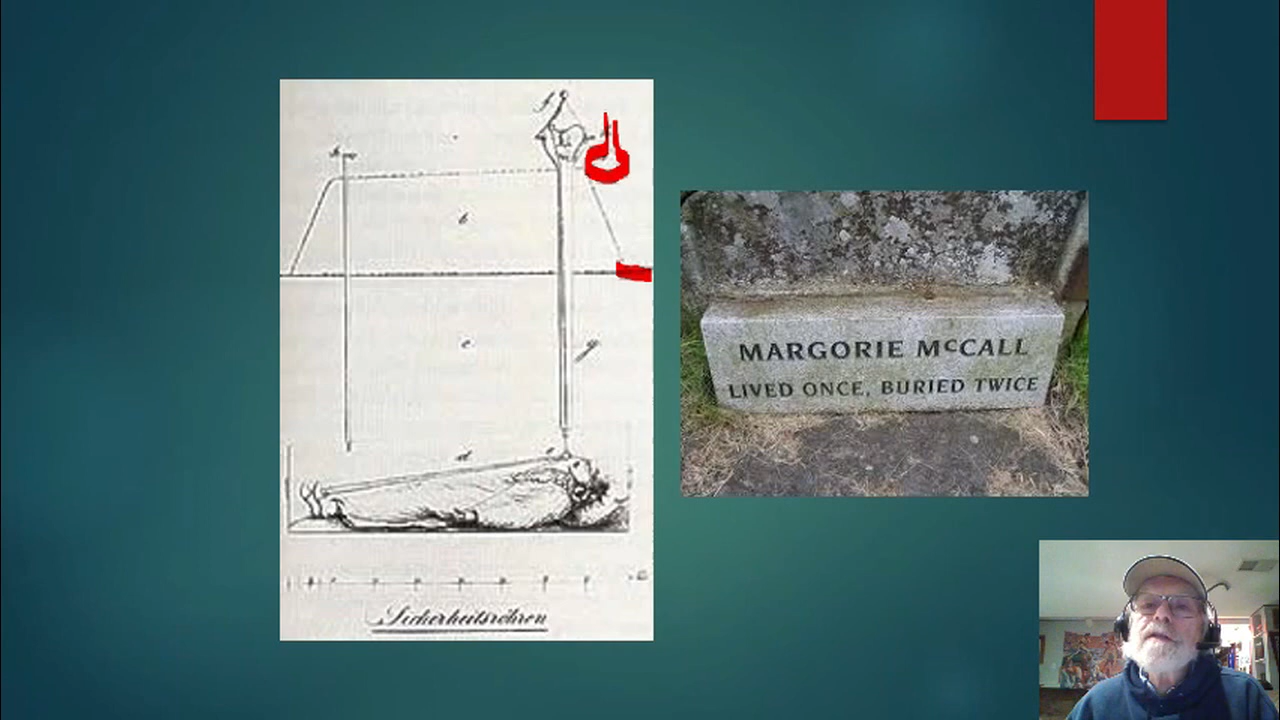 b
c
g
d
Sicherheitsröhren
MARGORIE McCALL
LIVED ONCE, BURIED TWICE